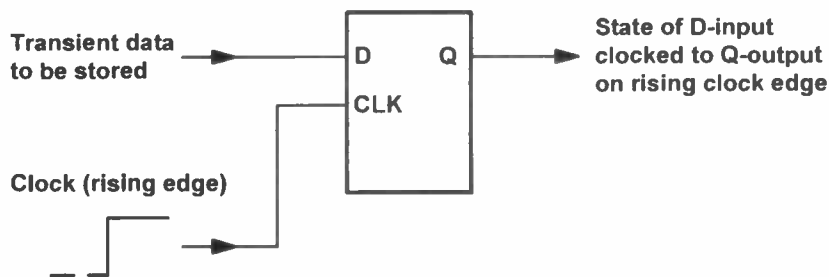 Transient data
to be stored
D
Q
CLK
State of D-input
clocked to Q-output
on rising clock edge
Clock (rising edge)